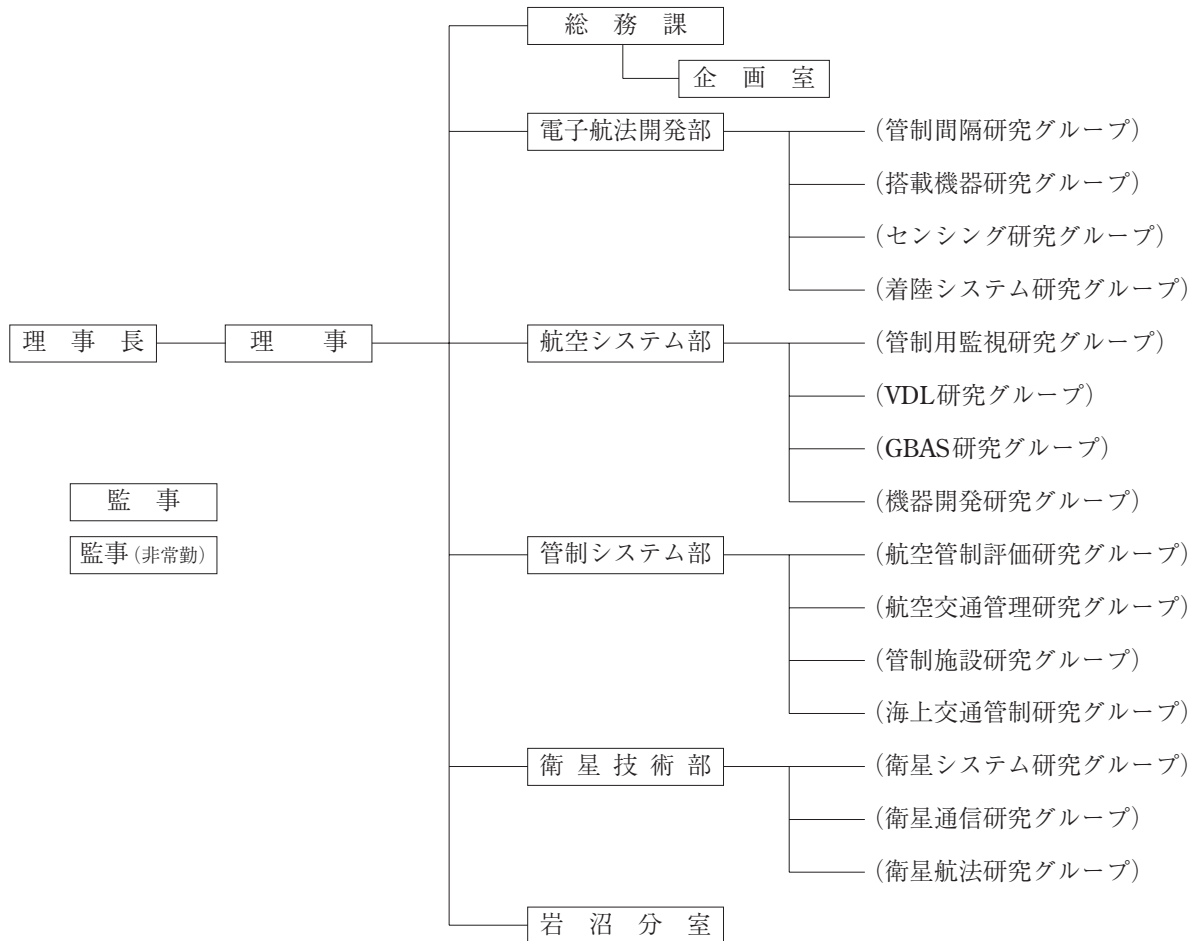 総務課
企画室
電子航法開発部
(管制間隔研究グループ)
(搭載機器研究グループ)
(センシング研究グループ)
(着陸システム研究グループ)
理事長
理事
航空システム部
(管制用監視研究グループ)
(VDL研究グループ)
(GBAS研究グループ)
(機器開発研究グループ)
監事
監事(非常勤)
管制システム部
(航空管制評価研究グループ)
(航空交通管理研究グループ)
(管制施設研究グループ)
(海上交通管制研究グループ)
衛星技術部
(衛星システム研究グループ)
(衛星通信研究グループ)
(衛星航法研究グループ)
岩沼分室